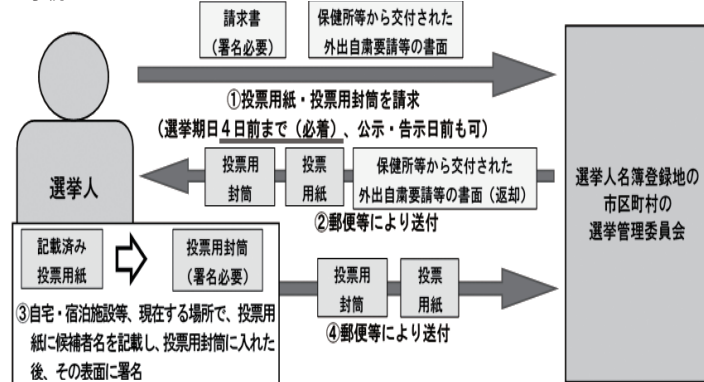 請求書
（署名必要）
保健所等から交付された
外出自粛要請等の書面
①投票用紙・投票用封筒を請求
（選挙期日４日前まで（必着）、公示・告示日前も可）
選挙人
投票用
封筒
投票
用紙
保健所等から交付された
外出自粛要請等の書面（返却）
②郵便等により送付
選挙人名簿登録地の
市区町村の
選挙管理委員会
記載済み
投票用紙
投票用封筒
（署名必要）
③自宅・宿泊施設等、現在する場所で、投票用
紙に候補者名を記載し、投票用封筒に入れた
後、その表面に署名
投票用
封筒
投票
用紙
④郵便等により送付